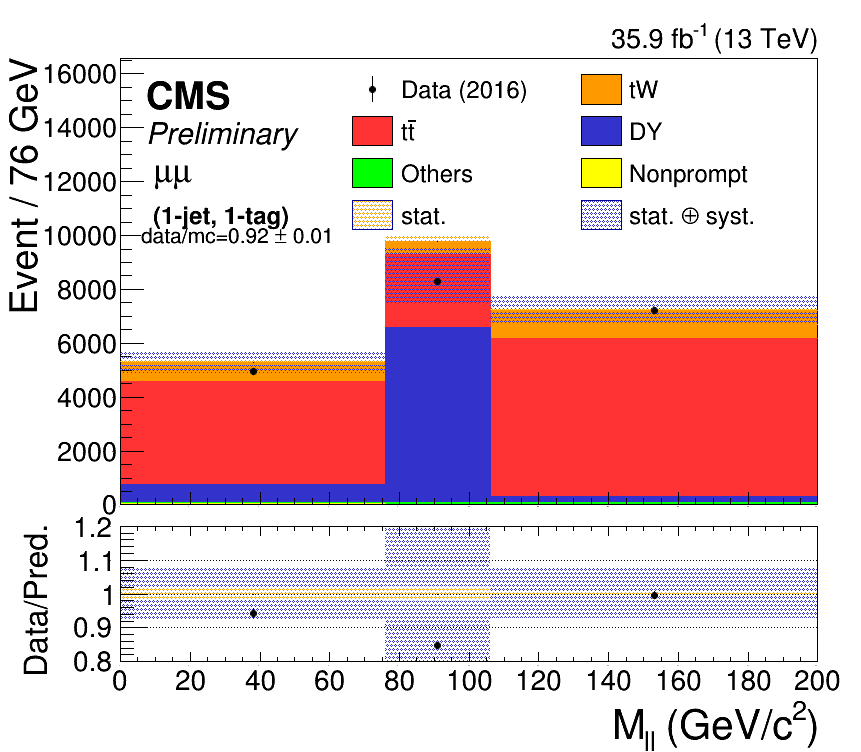 35.9 fb⁻¹ (13 TeV)
Event / 76 GeV
16000
14000
12000
10000
8000
6000
4000
2000
0
CMS
Preliminary
μμ
(1-jet, 1-tag)
data/mc=0.92 ± 0.01
Data (2016)
tW
tt̄
DY
Others
Nonprompt
stat.
stat. ⊕ syst.
Data/Pred.
1.2
1.1
1
0.9
0.8
0 20 40 60 80 100 120 140 160 180 200
M_ll (GeV/c²)